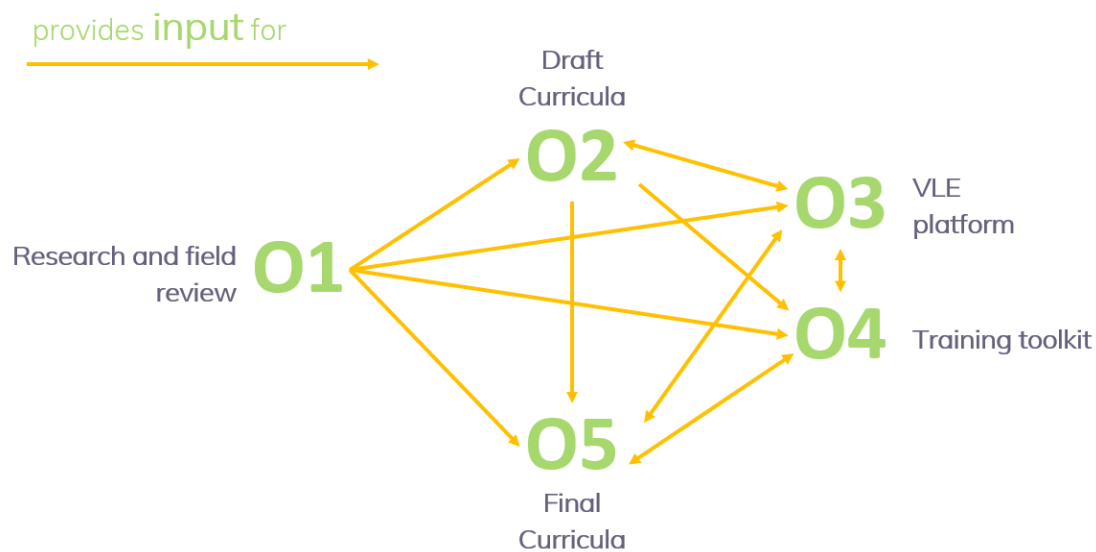 provides input for
Draft
Curricula
O2
O3
VLE
platform
Research and field
review
O1
O4
Training toolkit
O5
Final
Curricula